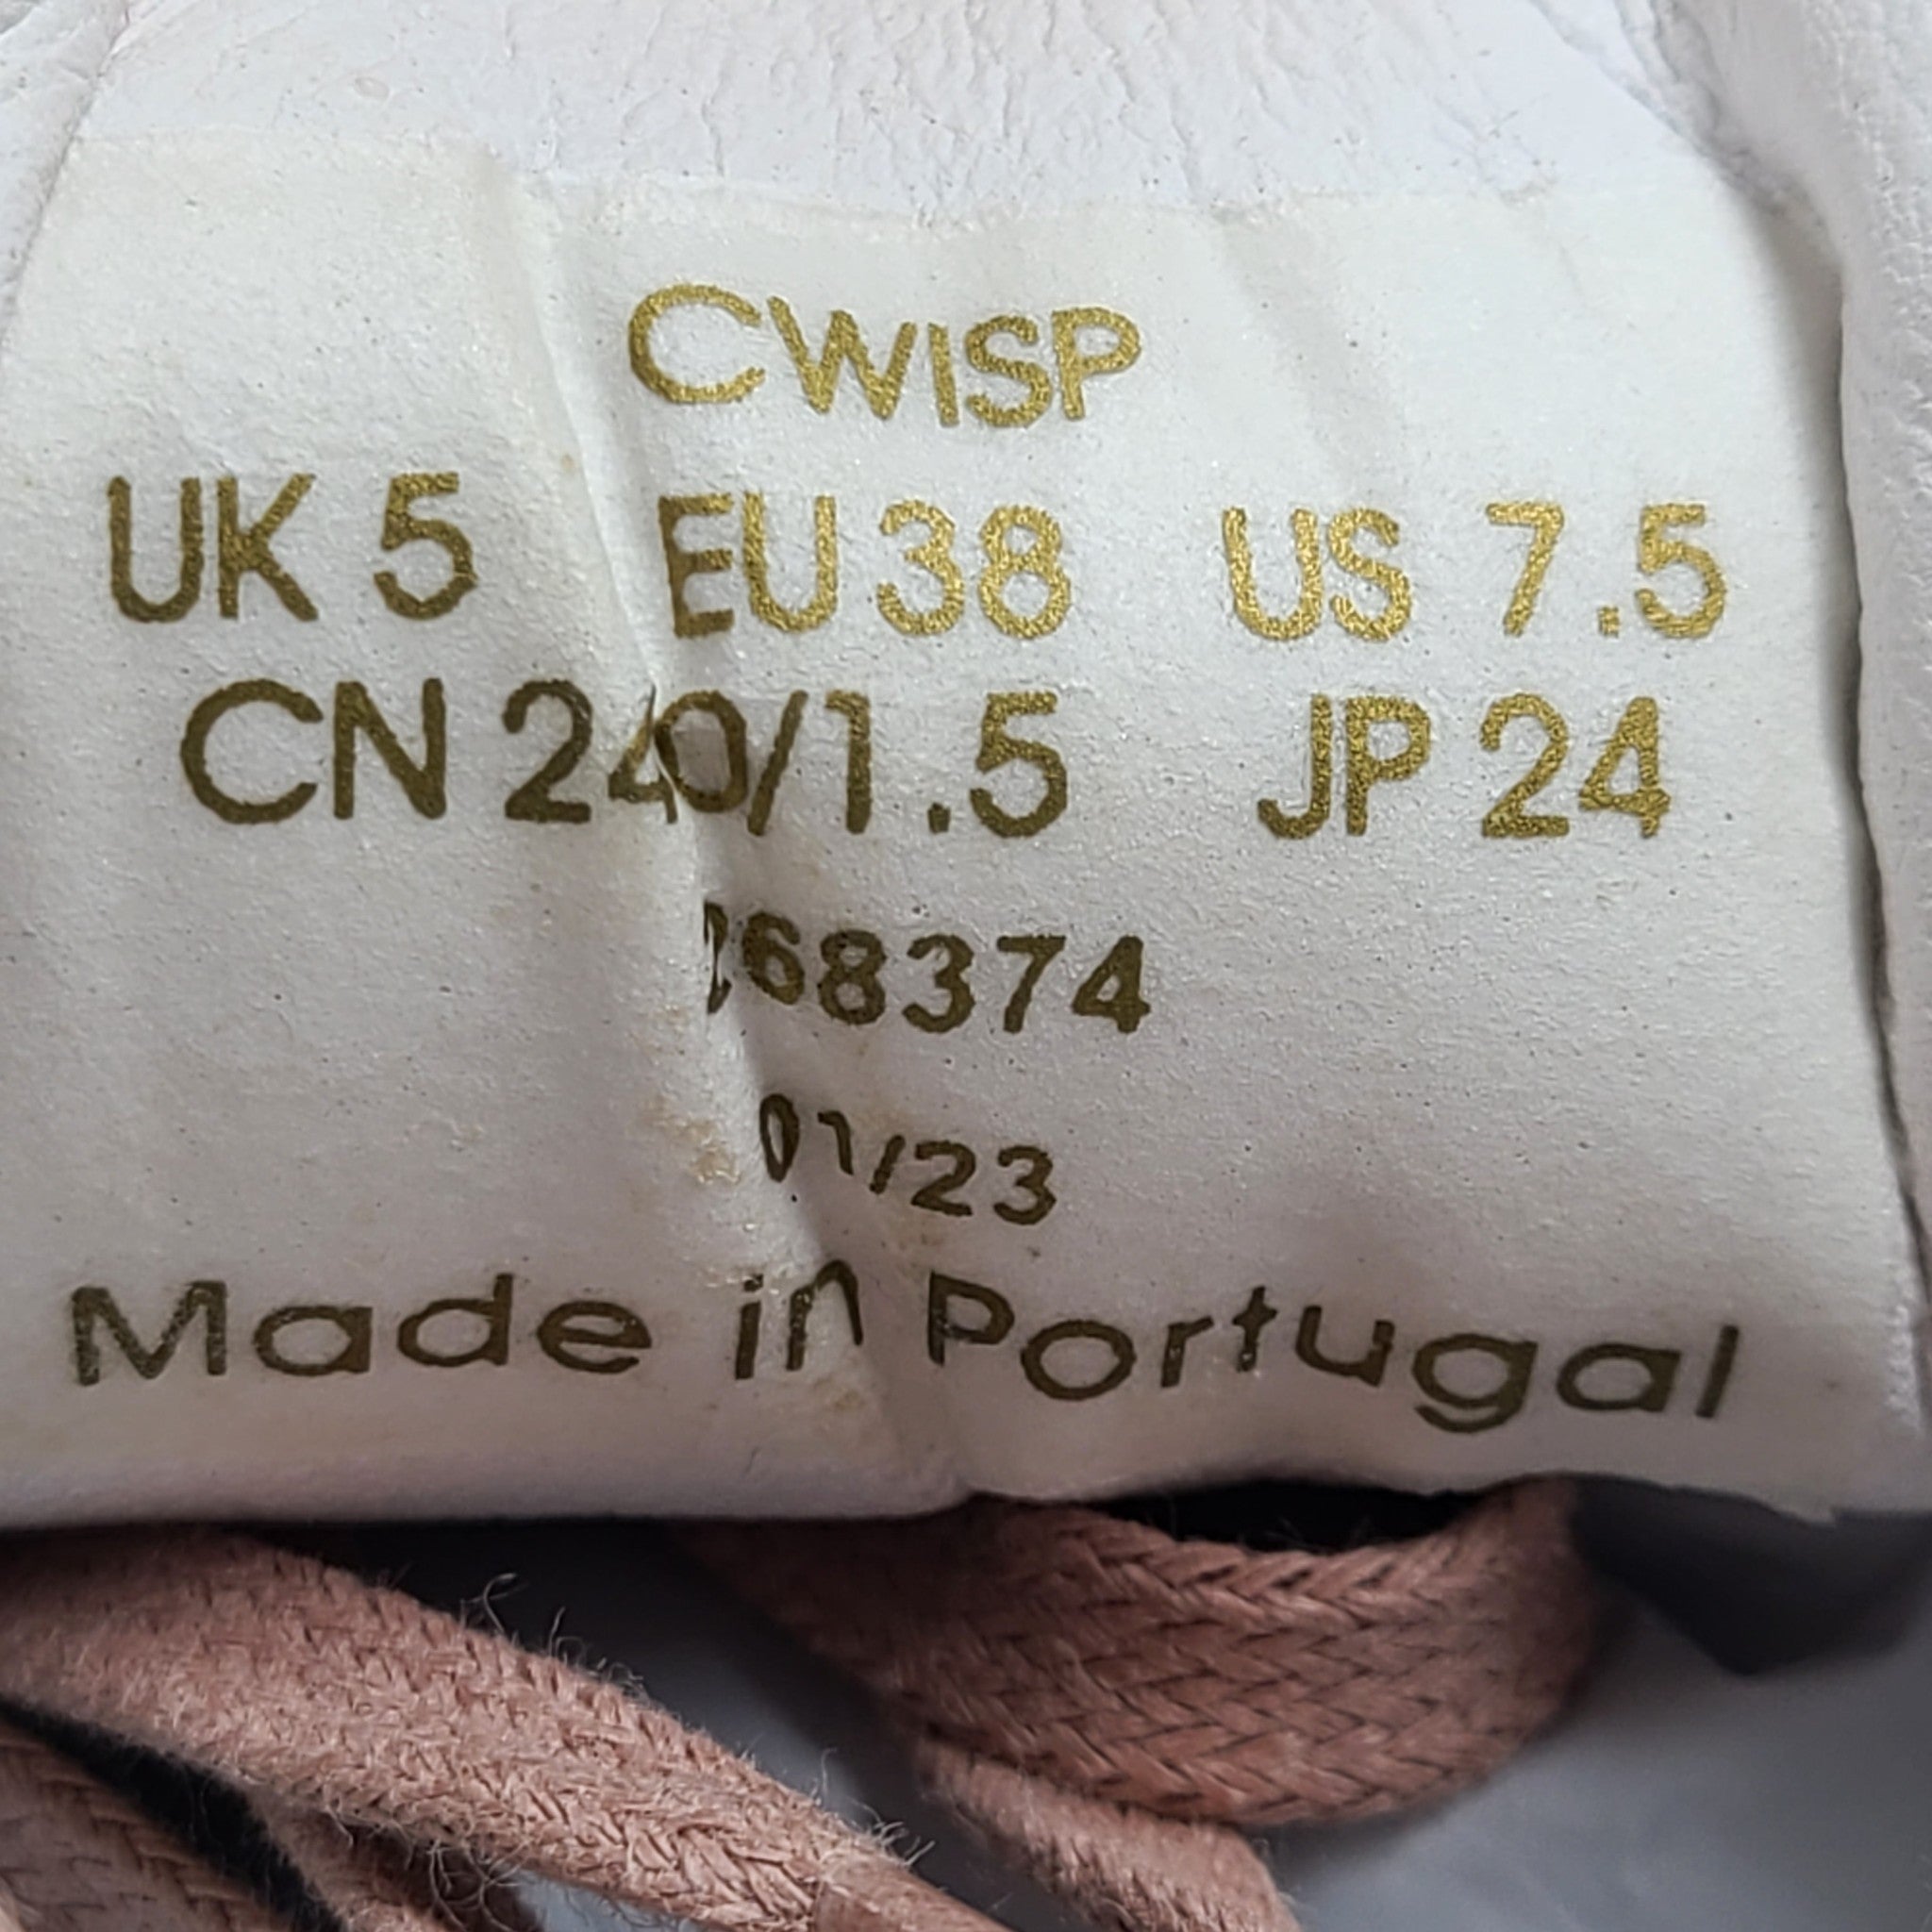 CWISP
UK 5 EU 38 US 7.5
CN 240/1.5 JP 24
268374
01/23
Made in Portugal